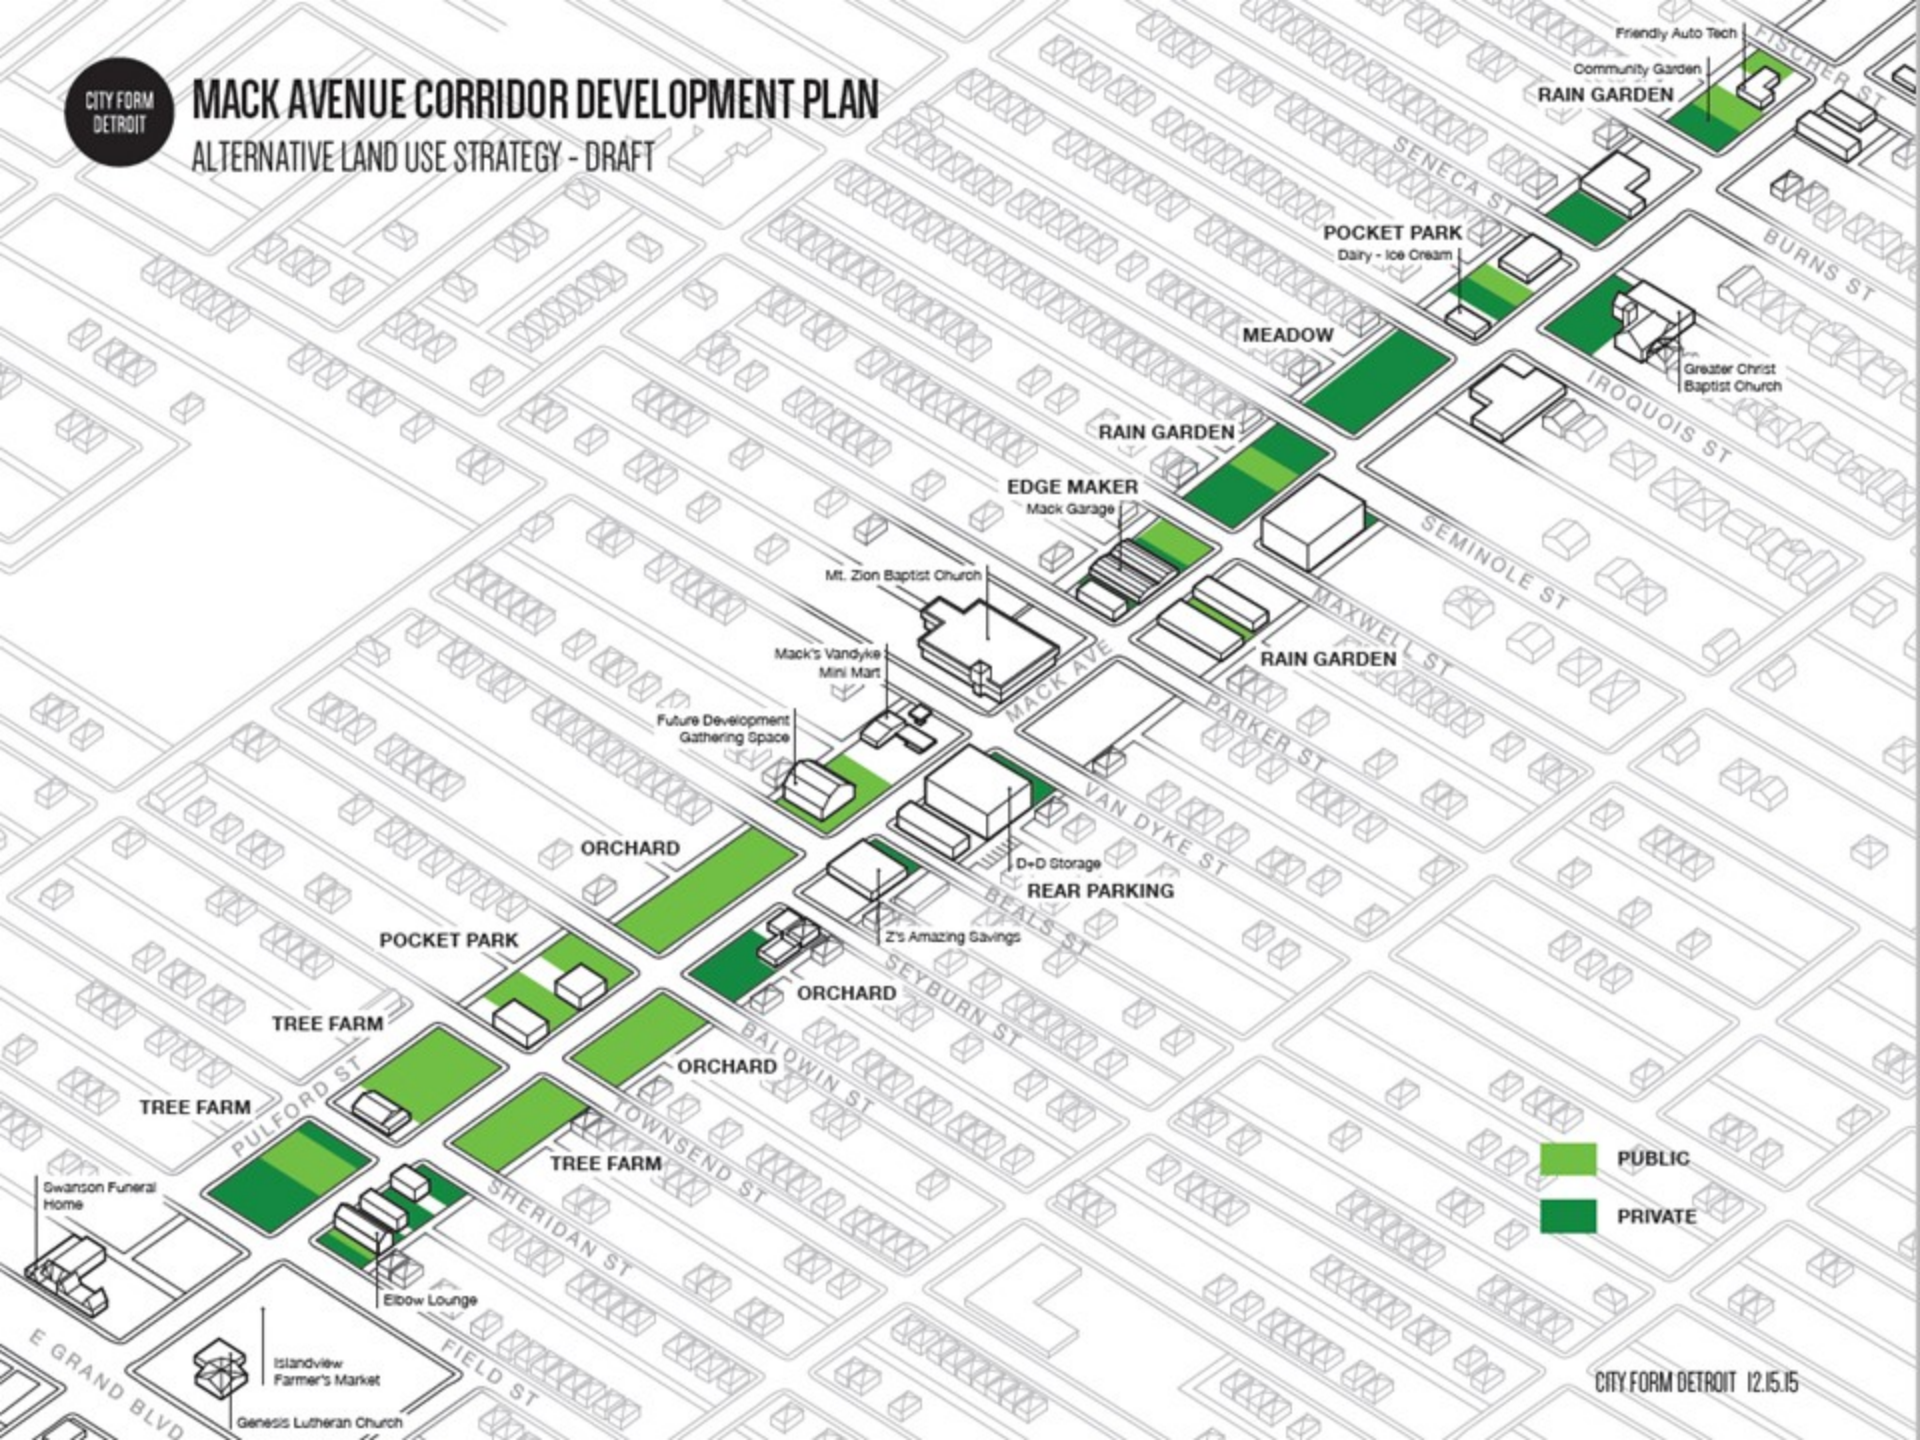 CITY FORM
DETROIT
MACK AVENUE CORRIDOR DEVELOPMENT PLAN
ALTERNATIVE LAND USE STRATEGY - DRAFT
Friendly Auto Tech
FISCHER ST
Community Garden
RAIN GARDEN
SENECA ST
POCKET PARK
Dairy - Ice Cream
BURNS ST
MEADOW
Greater Christ
Baptist Church
IROQUOIS ST
RAIN GARDEN
EDGE MAKER
Mack Garage
SEMINOLE ST
Mt. Zion Baptist Church
MAXWELL ST
RAIN GARDEN
Mack's Vandyke
Mini Mart
MACK AVE
PARKER ST
Future Development
Gathering Space
VAN DYKE ST
ORCHARD
D+D Storage
REAR PARKING
BEALS ST
Z's Amazing Savings
POCKET PARK
SEYBURN ST
ORCHARD
TREE FARM
BALDWIN ST
ORCHARD
PULFORD ST
TREE FARM
TOWNSEND ST
TREE FARM
PUBLIC
PRIVATE
Swanson Funeral
Home
SHERIDAN ST
Elbow Lounge
FIELD ST
E GRAND BLVD
Islandview
Farmer's Market
Genesis Lutheran Church
CITY FORM DETROIT 12.15.15